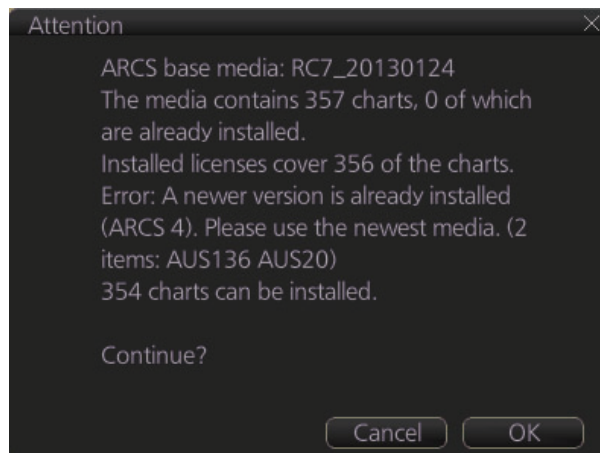 Attention
ARCS base media: RC7_20130124
The media contains 357 charts, 0 of which
are already installed.
Installed licenses cover 356 of the charts.
Error: A newer version is already installed
(ARCS 4). Please use the newest media. (2
items: AUS136 AUS20)
354 charts can be installed.
Continue?
Cancel OK